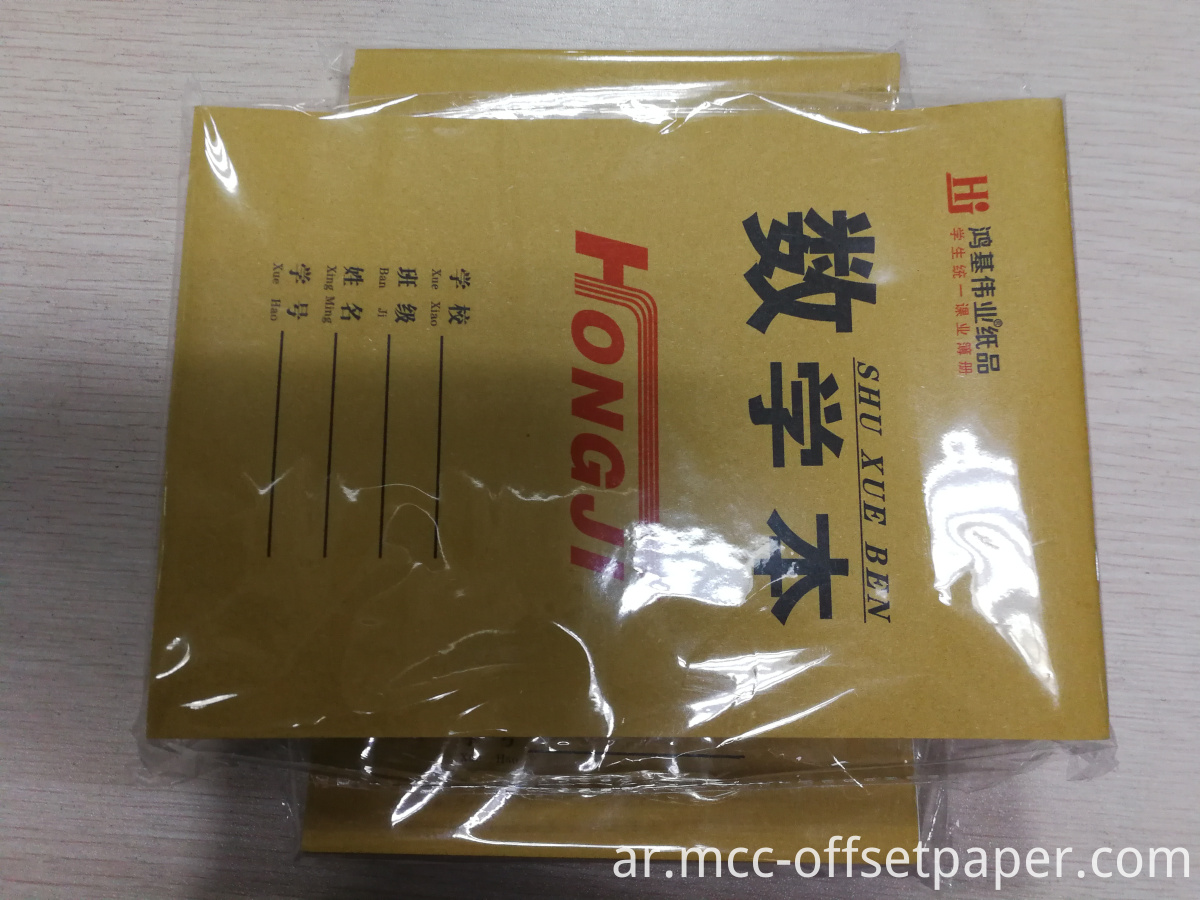 Hj 鸿基伟业®纸品
学生统一课业簿册
SHU XUE BEN
数学本
HONGJI
学校
Xue Xiao
班级
Ban Ji
姓名
Xing Ming
学号
Xue Hao
Hao
ar.mcc-offsetpaper.com